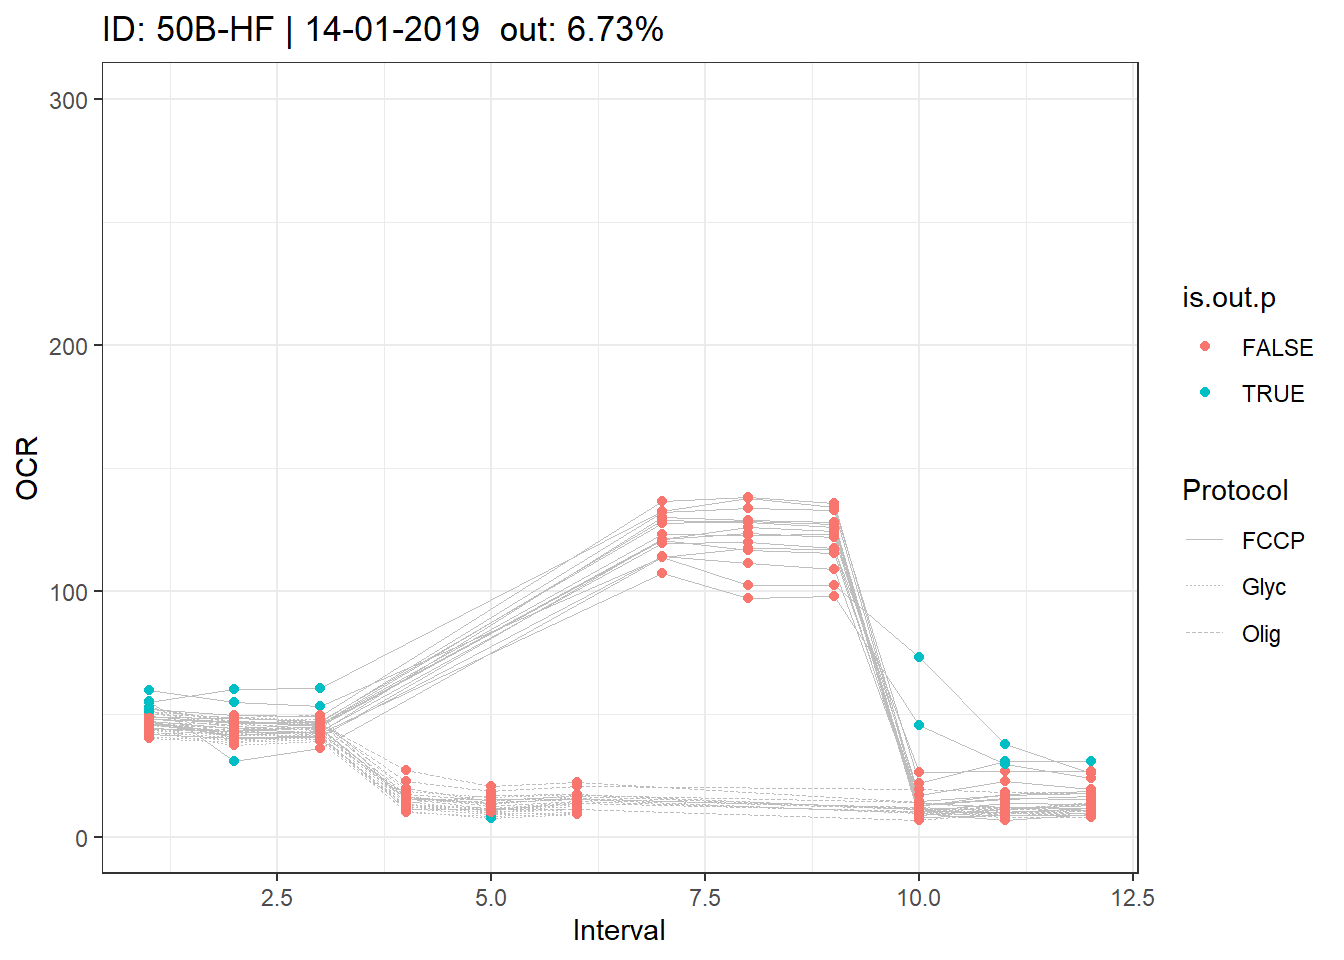 ID: 50B-HF | 14-01-2019  out: 6.73%
300
200
100
0
OCR
2.5
5.0
7.5
10.0
12.5
Interval
is.out.p
FALSE
TRUE
Protocol
FCCP
Glyc
Olig